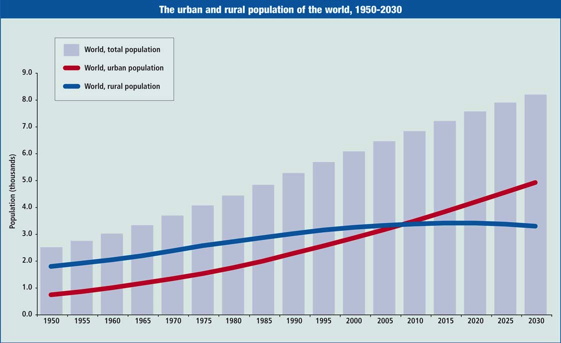 The urban and rural population of the world, 1950-2030
World, total population
World, urban population
World, rural population
Population (thousands)
9.0
8.0
7.0
6.0
5.0
4.0
3.0
2.0
1.0
0.0
1950 1955 1960 1965 1970 1975 1980 1985 1990 1995 2000 2005 2010 2015 2020 2025 2030